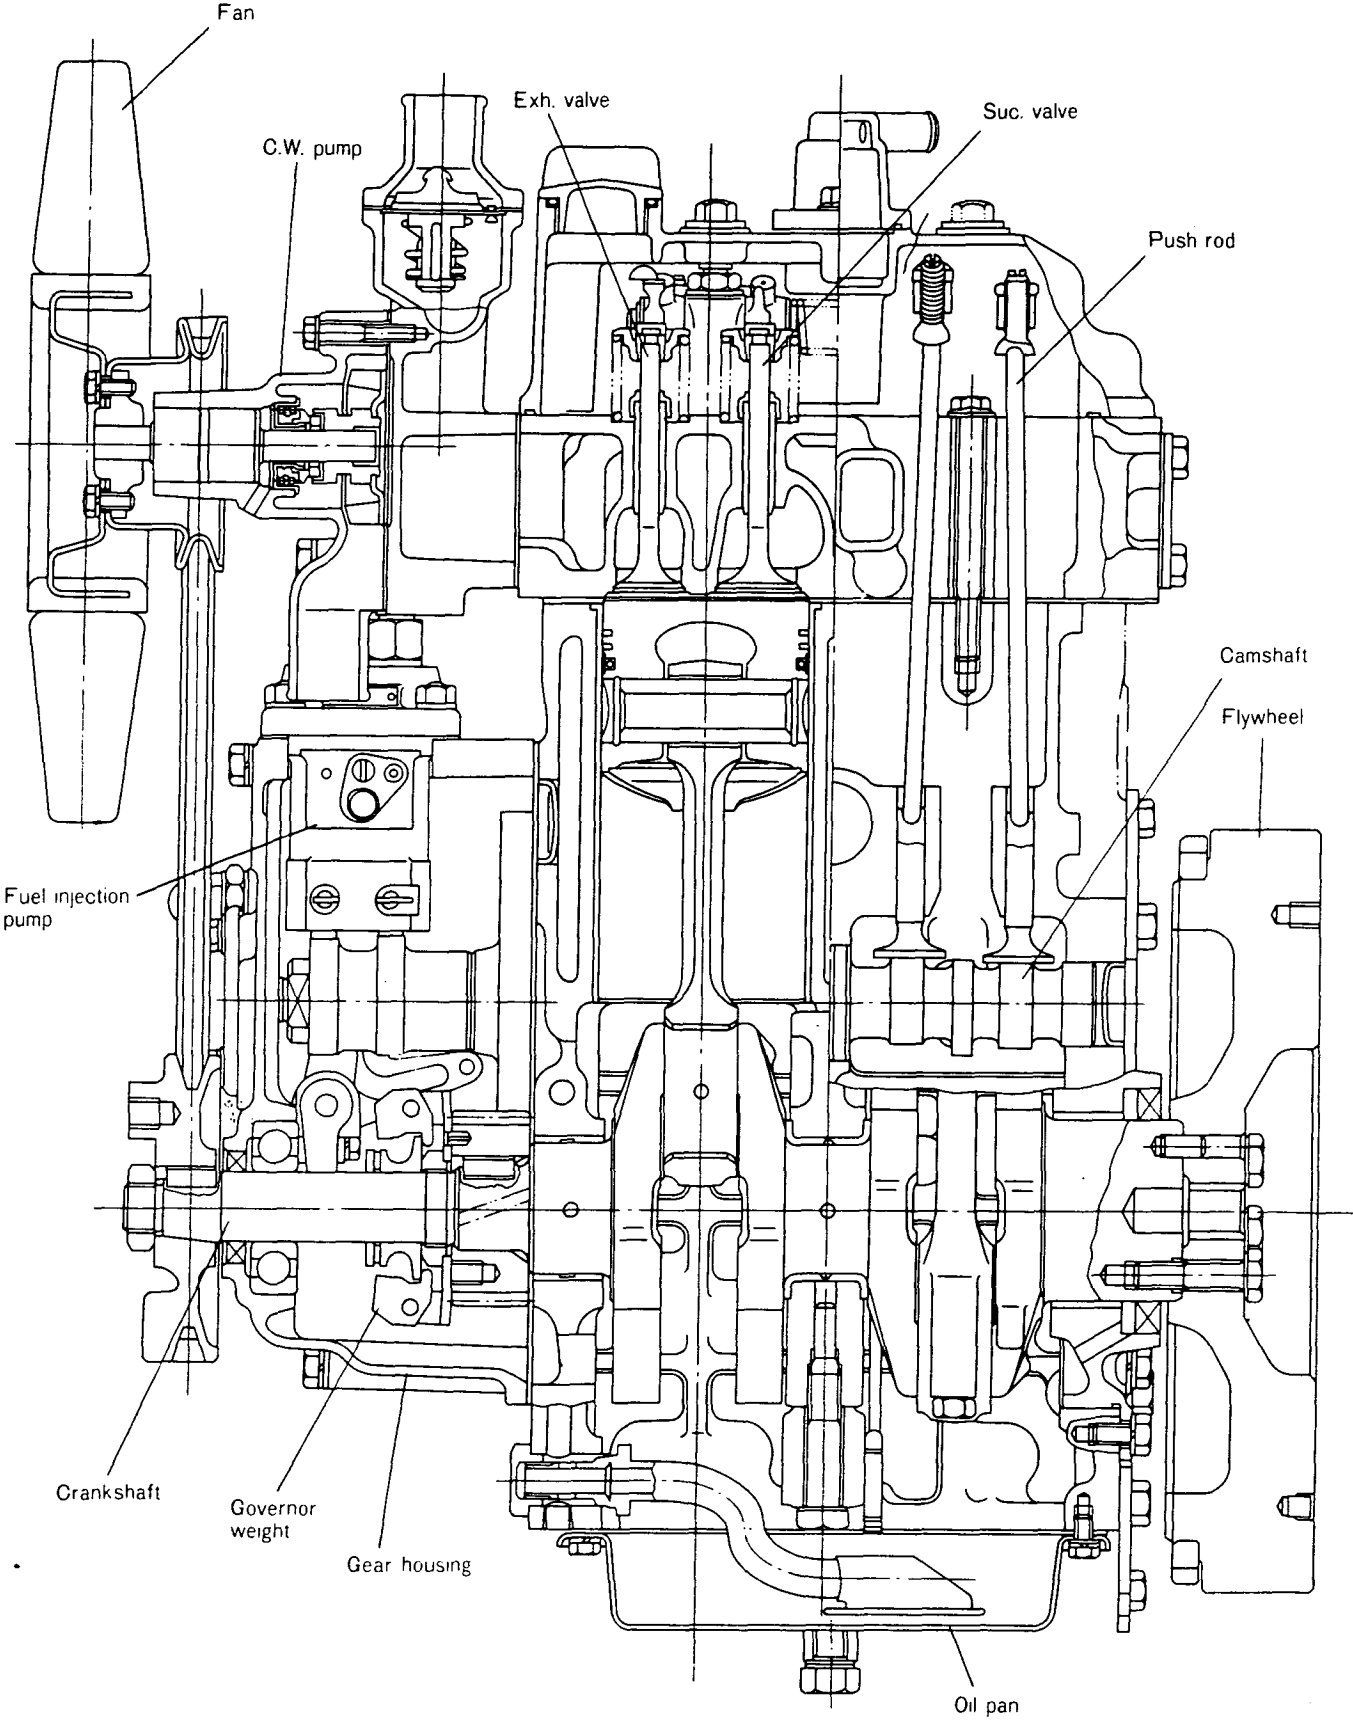 Fan
Exh. valve
Suc. valve
C.W. pump
Push rod
Camshaft
Flywheel
Fuel injection
pump
Crankshaft
Governor
weight
Gear housing
Oil pan